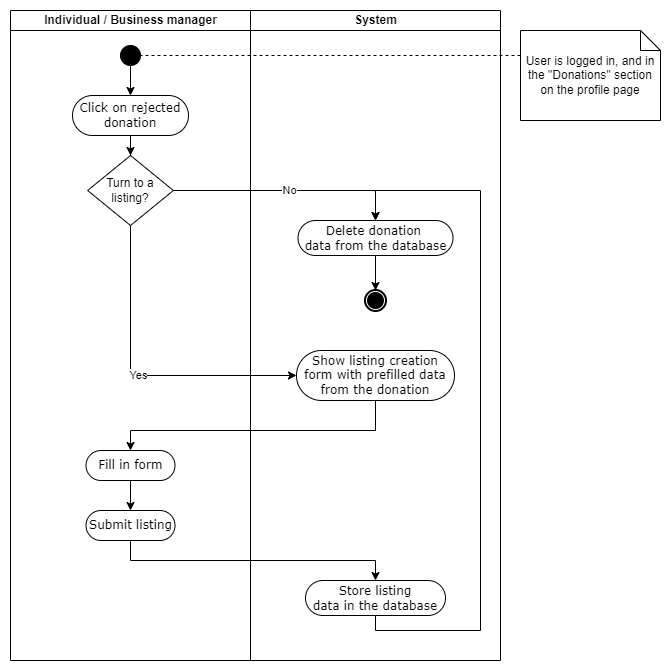 Individual / Business manager
System
User is logged in, and in
the "Donations" section
on the profile page
Click on rejected
donation
Turn to a
listing?
No
Delete donation
data from the database
Show listing creation
form with prefilled data
from the donation
Yes
Fill in form
Submit listing
Store listing
data in the database